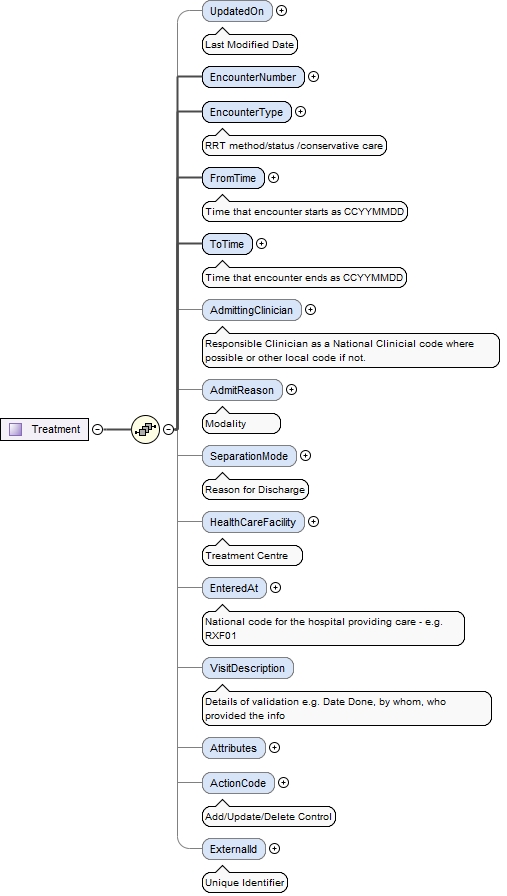 UpdatedOn
Last Modified Date
EncounterNumber
EncounterType
RRT method/status /conservative care
FromTime
Time that encounter starts as CCYYMMDD
ToTime
Time that encounter ends as CCYYMMDD
AdmittingClinician
Responsible Clinician as a National Clinicial code where
possible or other local code if not.
AdmitReason
Modality
Treatment
SeparationMode
Reason for Discharge
HealthCareFacility
Treatment Centre
EnteredAt
National code for the hospital providing care - e.g.
RXF01
VisitDescription
Details of validation e.g. Date Done, by whom, who
provided the info
Attributes
ActionCode
Add/Update/Delete Control
ExternalId
Unique Identifier